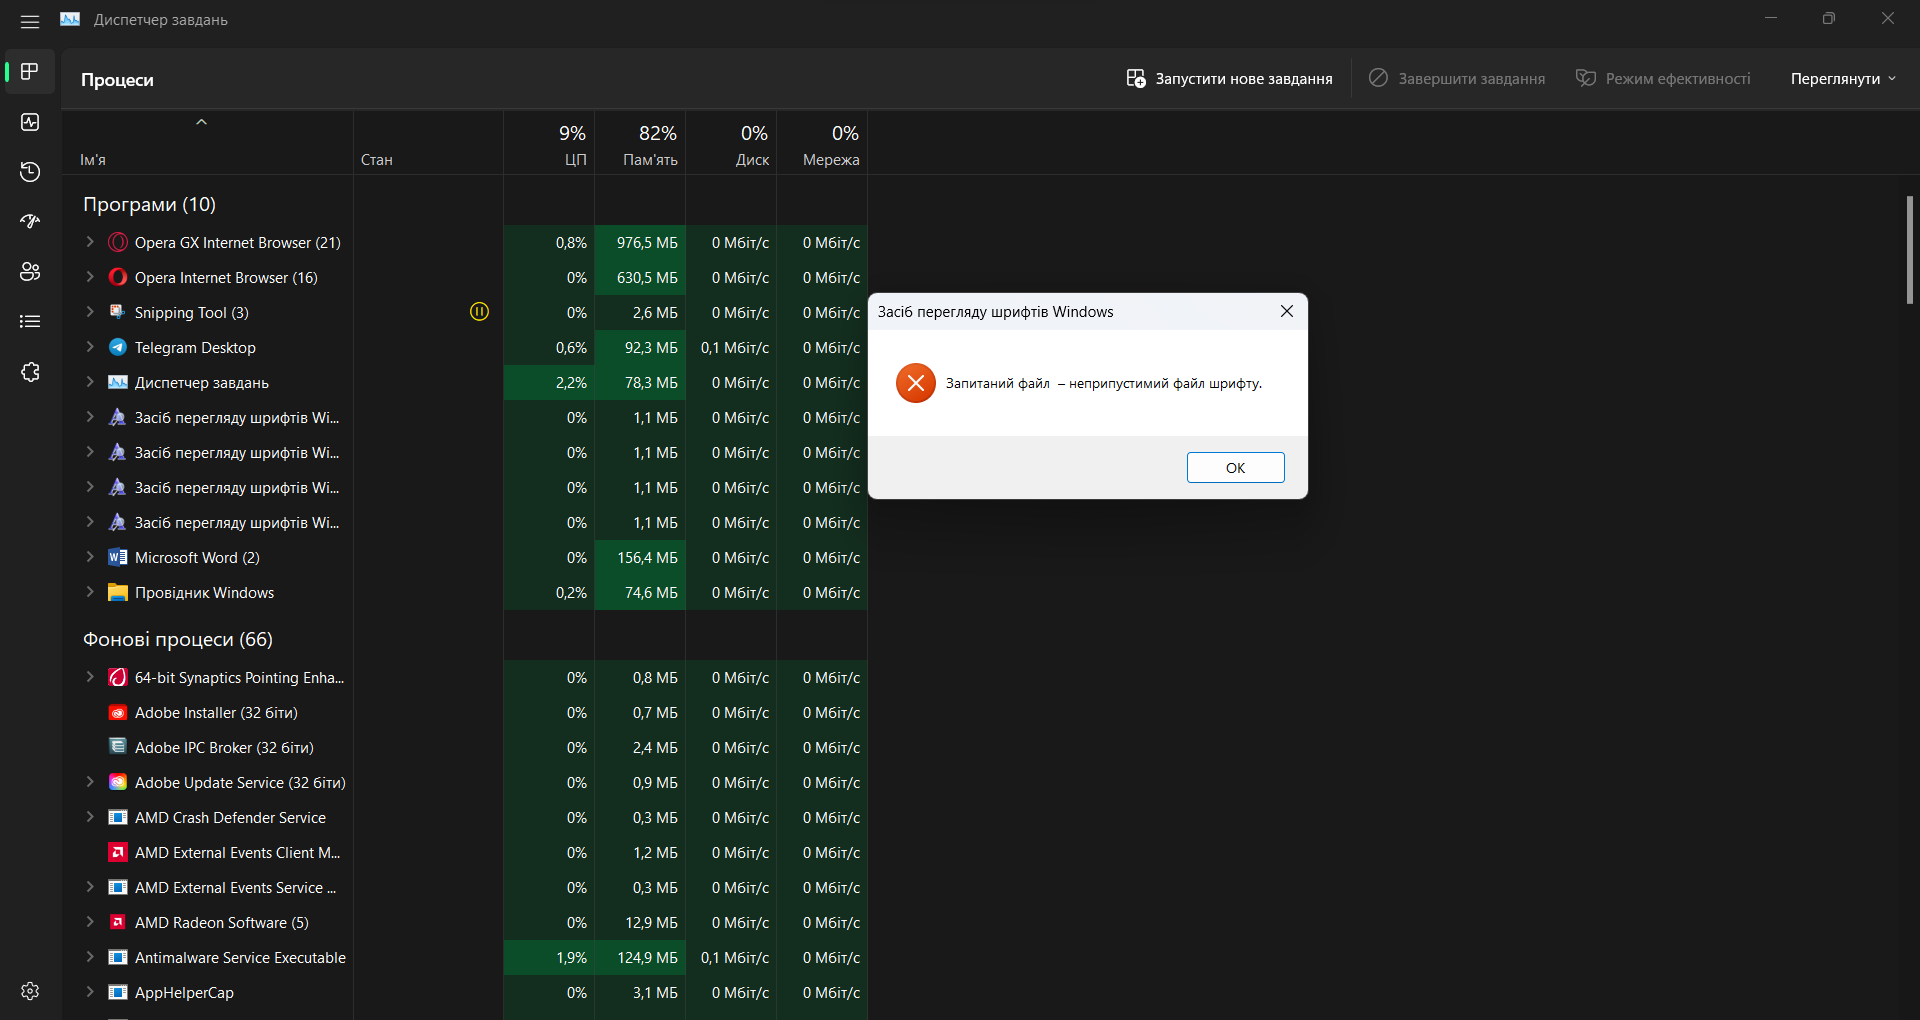 Диспетчер завдань
Процеси
Запустити нове завдання
Завершити завдання
Режим ефективності
Переглянути
9% 82% 0% 0%
Ім'я Стан ЦП Пам'ять Диск Мережа
Програми (10)
Opera GX Internet Browser (21) 0,8% 976,5 МБ 0 Мбіт/с 0 Мбіт/с
Opera Internet Browser (16) 0% 630,5 МБ 0 Мбіт/с 0 Мбіт/с
Snipping Tool (3) 0% 2,6 МБ 0 Мбіт/с 0 Мбіт/с
Telegram Desktop 0,6% 92,3 МБ 0,1 Мбіт/с 0 Мбіт/с
Диспетчер завдань 2,2% 78,3 МБ 0 Мбіт/с 0 Мбіт/с
Засіб перегляду шрифтів Wi... 0% 1,1 МБ 0 Мбіт/с 0 Мбіт/с
Засіб перегляду шрифтів Wi... 0% 1,1 МБ 0 Мбіт/с 0 Мбіт/с
Засіб перегляду шрифтів Wi... 0% 1,1 МБ 0 Мбіт/с 0 Мбіт/с
Засіб перегляду шрифтів Wi... 0% 1,1 МБ 0 Мбіт/с 0 Мбіт/с
Microsoft Word (2) 0% 156,4 МБ 0 Мбіт/с 0 Мбіт/с
Провідник Windows 0,2% 74,6 МБ 0 Мбіт/с 0 Мбіт/с
Фонові процеси (66)
64-bit Synaptics Pointing Enha... 0% 0,8 МБ 0 Мбіт/с 0 Мбіт/с
Adobe Installer (32 біти) 0% 0,7 МБ 0 Мбіт/с 0 Мбіт/с
Adobe IPC Broker (32 біти) 0% 2,4 МБ 0 Мбіт/с 0 Мбіт/с
Adobe Update Service (32 біти) 0% 0,9 МБ 0 Мбіт/с 0 Мбіт/с
AMD Crash Defender Service 0% 0,3 МБ 0 Мбіт/с 0 Мбіт/с
AMD External Events Client M... 0% 1,2 МБ 0 Мбіт/с 0 Мбіт/с
AMD External Events Service ... 0% 0,3 МБ 0 Мбіт/с 0 Мбіт/с
AMD Radeon Software (5) 0% 12,9 МБ 0 Мбіт/с 0 Мбіт/с
Antimalware Service Executable 1,9% 124,9 МБ 0,1 Мбіт/с 0 Мбіт/с
AppHelperCap 0% 3,1 МБ 0 Мбіт/с 0 Мбіт/с
Засіб перегляду шрифтів Windows
Запитаний файл – неприпустимий файл шрифту.
ОК